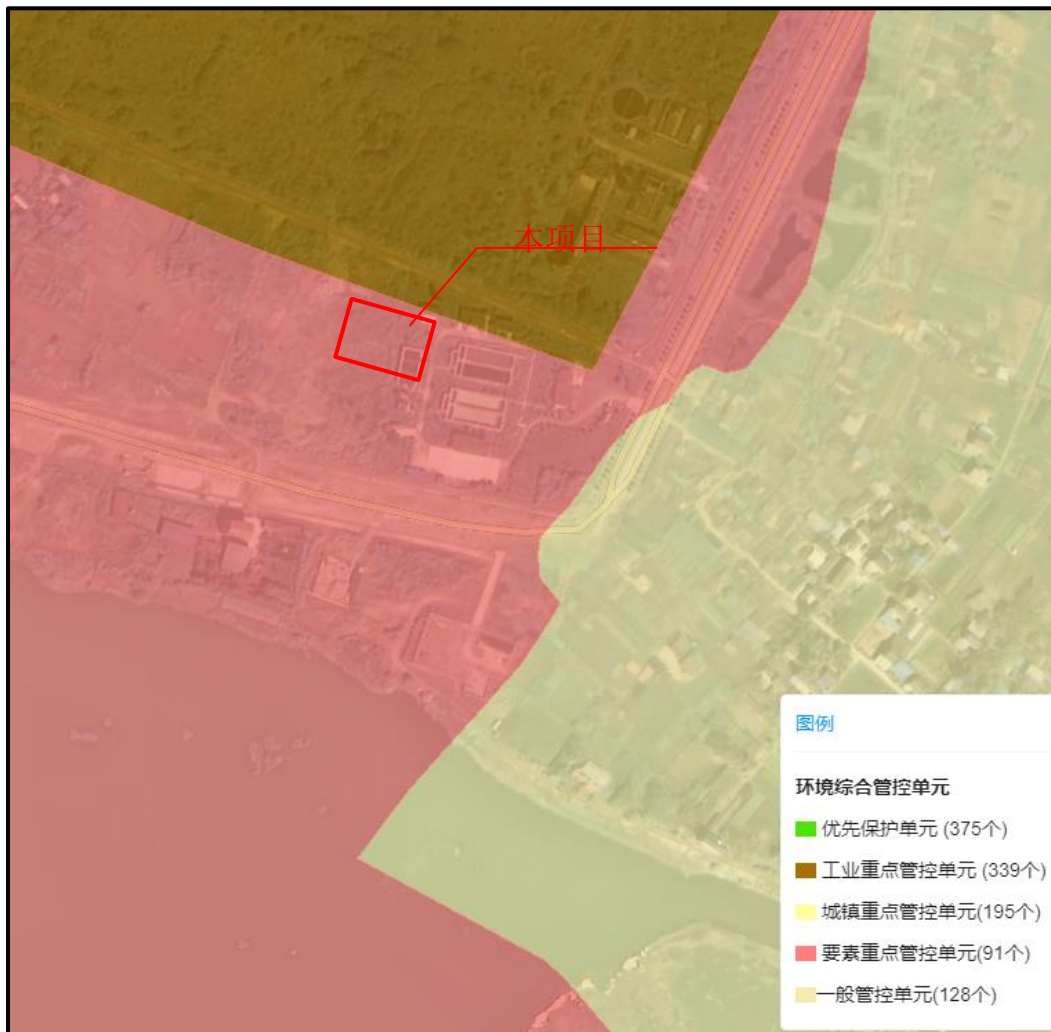 本项目
图例
环境综合管控单元
优先保护单元 (375个)
工业重点管控单元 (339个)
城镇重点管控单元(195个)
要素重点管控单元(91个)
一般管控单元(128个)